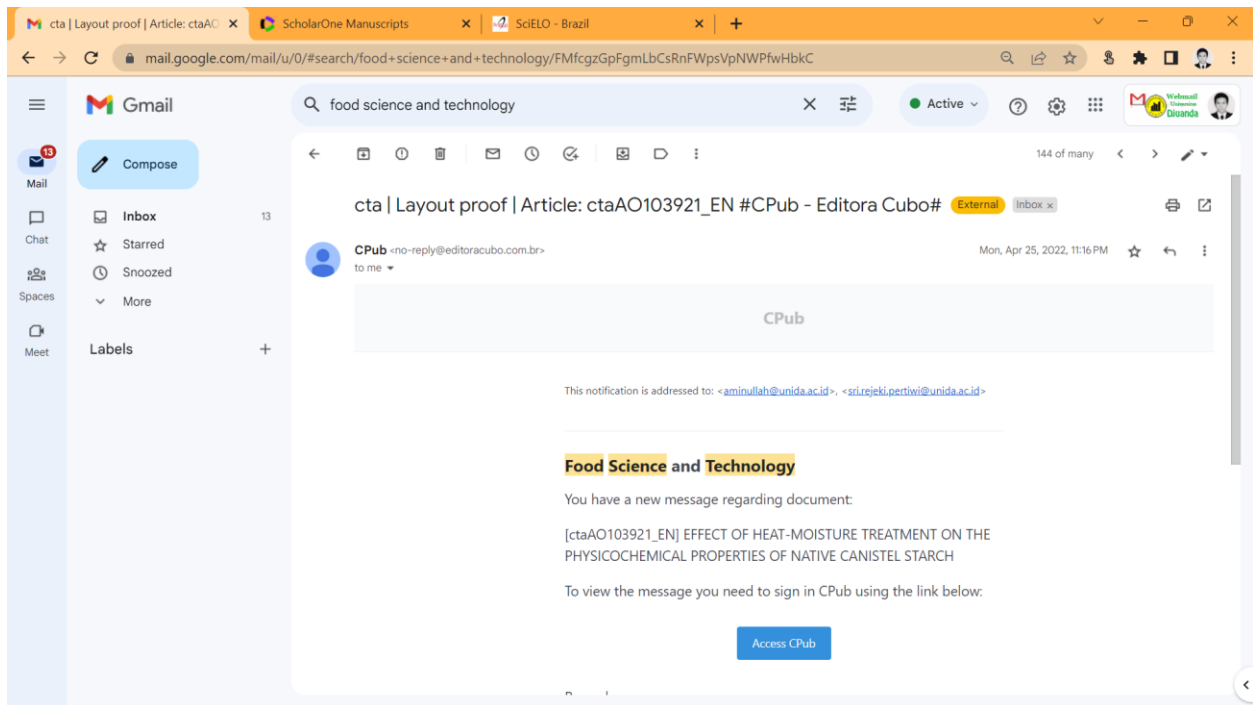 cta | Layout proof | Article: ctaAO
ScholarOne Manuscripts
SciELO - Brazil
mail.google.com/mail/u/0/#search/food+science+and+technology/FMfcgzGpFgmLbCsRnFWpsVpNWPfwHbkC
Gmail
food science and technology
Active
Webmail
Universitas
Djuanda
13
Mail
Compose
144 of many
Inbox 13
Chat
Starred
Snoozed
Spaces
More
Meet
Labels
cta | Layout proof | Article: ctaAO103921_EN #CPub - Editora Cubo# External Inbox x
CPub <no-reply@editoracubo.com.br> Mon, Apr 25, 2022, 11:16 PM
to me
CPub
This notification is addressed to: <aminullah@unida.ac.id>, <sri.rejeki.pertiwi@unida.ac.id>
Food Science and Technology
You have a new message regarding document:
[ctaAO103921_EN] EFFECT OF HEAT-MOISTURE TREATMENT ON THE
PHYSICOCHEMICAL PROPERTIES OF NATIVE CANISTEL STARCH
To view the message you need to sign in CPub using the link below:
Access CPub